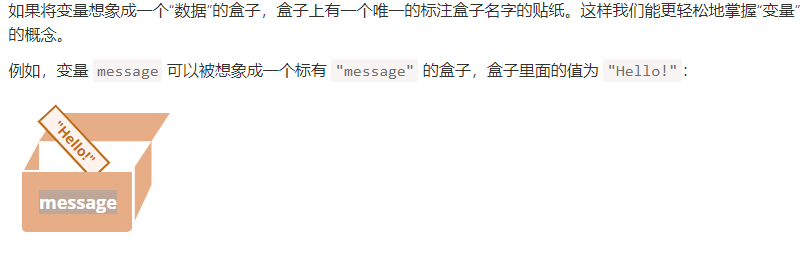 如果将变量想象成一个“数据”的盒子，盒子上有一个唯一的标注盒子名字的贴纸。这样我们能更轻松地掌握“变量”
的概念。
例如，变量 message 可以被想象成一个标有 "message" 的盒子，盒子里面的值为 "Hello!"：
"Hello!"
message